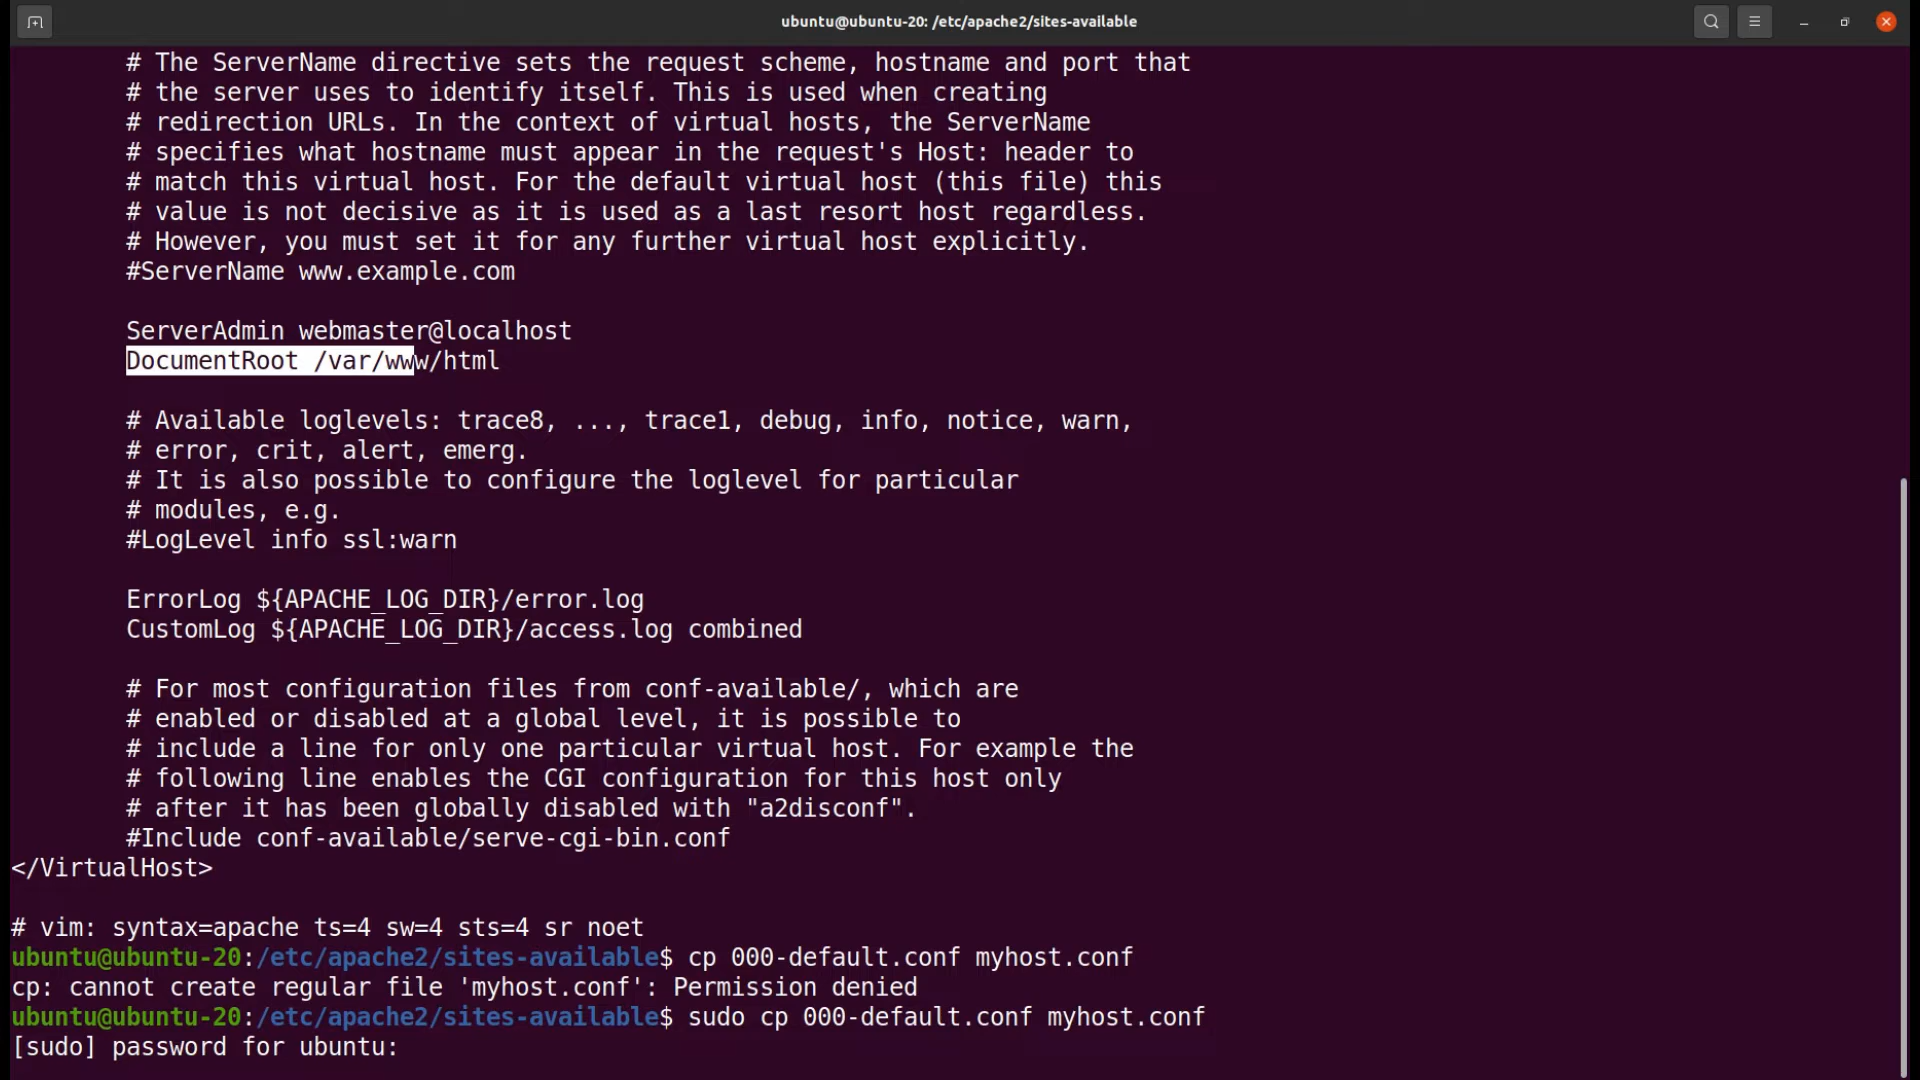 ubuntu@ubuntu-20: /etc/apache2/sites-available
# The ServerName directive sets the request scheme, hostname and port that
# the server uses to identify itself. This is used when creating
# redirection URLs. In the context of virtual hosts, the ServerName
# specifies what hostname must appear in the request's Host: header to
# match this virtual host. For the default virtual host (this file) this
# value is not decisive as it is used as a last resort host regardless.
# However, you must set it for any further virtual host explicitly.
#ServerName www.example.com
ServerAdmin webmaster@localhost
DocumentRoot /var/www/html
# Available loglevels: trace8, ..., trace1, debug, info, notice, warn,
# error, crit, alert, emerg.
# It is also possible to configure the loglevel for particular
# modules, e.g.
#LogLevel info ssl:warn
ErrorLog ${APACHE_LOG_DIR}/error.log
CustomLog ${APACHE_LOG_DIR}/access.log combined
# For most configuration files from conf-available/, which are
# enabled or disabled at a global level, it is possible to
# include a line for only one particular virtual host. For example the
# following line enables the CGI configuration for this host only
# after it has been globally disabled with "a2disconf".
#Include conf-available/serve-cgi-bin.conf
</VirtualHost>
# vim: syntax=apache ts=4 sw=4 sts=4 sr noet
ubuntu@ubuntu-20:/etc/apache2/sites-available$ cp 000-default.conf myhost.conf
cp: cannot create regular file 'myhost.conf': Permission denied
ubuntu@ubuntu-20:/etc/apache2/sites-available$ sudo cp 000-default.conf myhost.conf
[sudo] password for ubuntu: